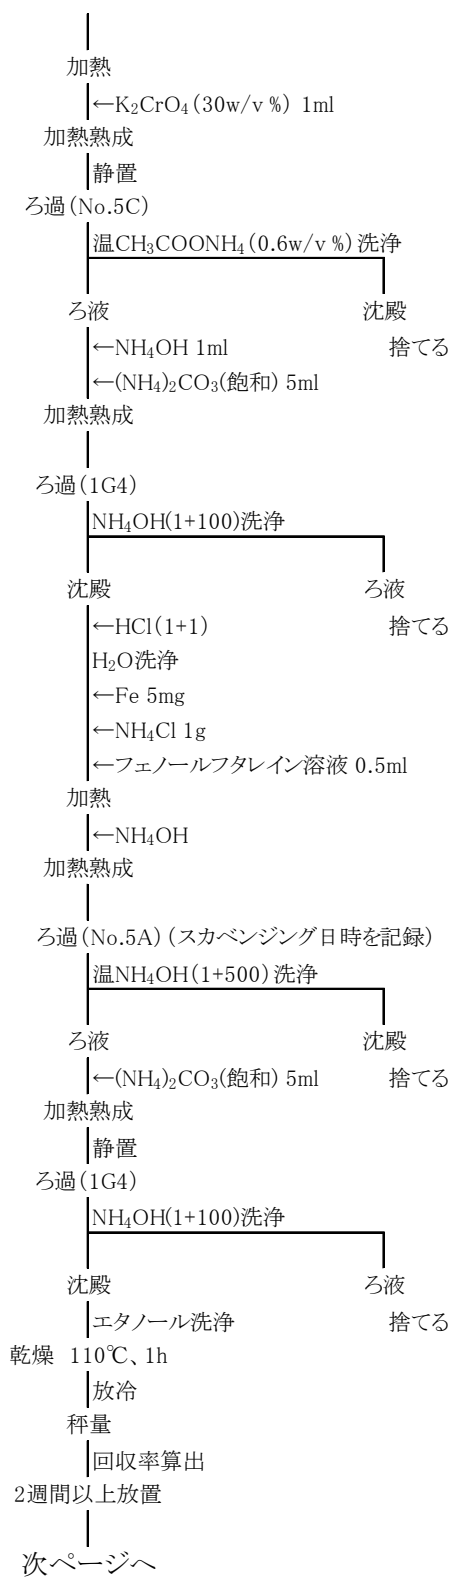 加熱
←K₂CrO₄(30w/v %) 1ml
加熱熟成
静置
ろ過(No.5C)
温CH₃COONH₄(0.6w/v %)洗浄
ろ液 沈殿
←NH₄OH 1ml 捨てる
←(NH₄)₂CO₃(飽和) 5ml
加熱熟成
ろ過(1G4)
NH₄OH(1+100)洗浄
沈殿 ろ液
←HCl(1+1) 捨てる
H₂O洗浄
←Fe 5mg
←NH₄Cl 1g
←フェノールフタレイン溶液 0.5ml
加熱
←NH₄OH
加熱熟成
ろ過(No.5A) (スカベンジング日時を記録)
温NH₄OH(1+500)洗浄
ろ液 沈殿
←(NH₄)₂CO₃(飽和) 5ml 捨てる
加熱熟成
静置
ろ過(1G4)
NH₄OH(1+100)洗浄
沈殿 ろ液
エタノール洗浄 捨てる
乾燥 110℃、1h
放冷
秤量
回収率算出
2週間以上放置
次ページへ